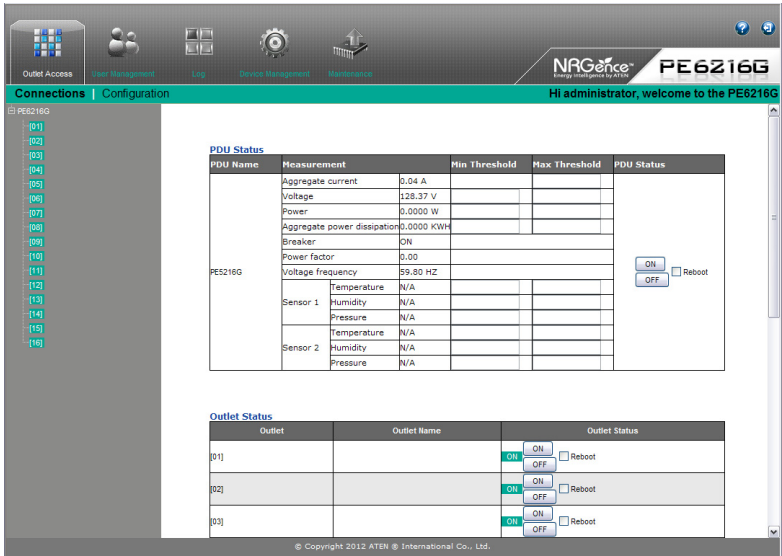 NRGence™
Energy Intelligence by ATEN
PE6216G
Outlet Access
User Management
Log
Device Management
Maintenance
Connections | Configuration
Hi administrator, welcome to the PE6216G
PE6216G
[01]
[02]
[03]
[04]
[05]
[06]
[07]
[08]
[09]
[10]
[11]
[12]
[13]
[14]
[15]
[16]
PDU Status
PDU Name Measurement Min Threshold Max Threshold PDU Status
PE5216G
Aggregate current 0.04 A
Voltage 128.37 V
Power 0.0000 W
Aggregate power dissipation 0.0000 KWH
Breaker ON
Power factor 0.00
Voltage frequency 59.80 HZ
Sensor 1
Temperature N/A
Humidity N/A
Pressure N/A
Sensor 2
Temperature N/A
Humidity N/A
Pressure N/A
ON
OFF
Reboot
Outlet Status
Outlet Outlet Name Outlet Status
[01] ON ON OFF Reboot
[02] ON ON OFF Reboot
[03] ON ON OFF Reboot
© Copyright 2012 ATEN ® International Co., Ltd.